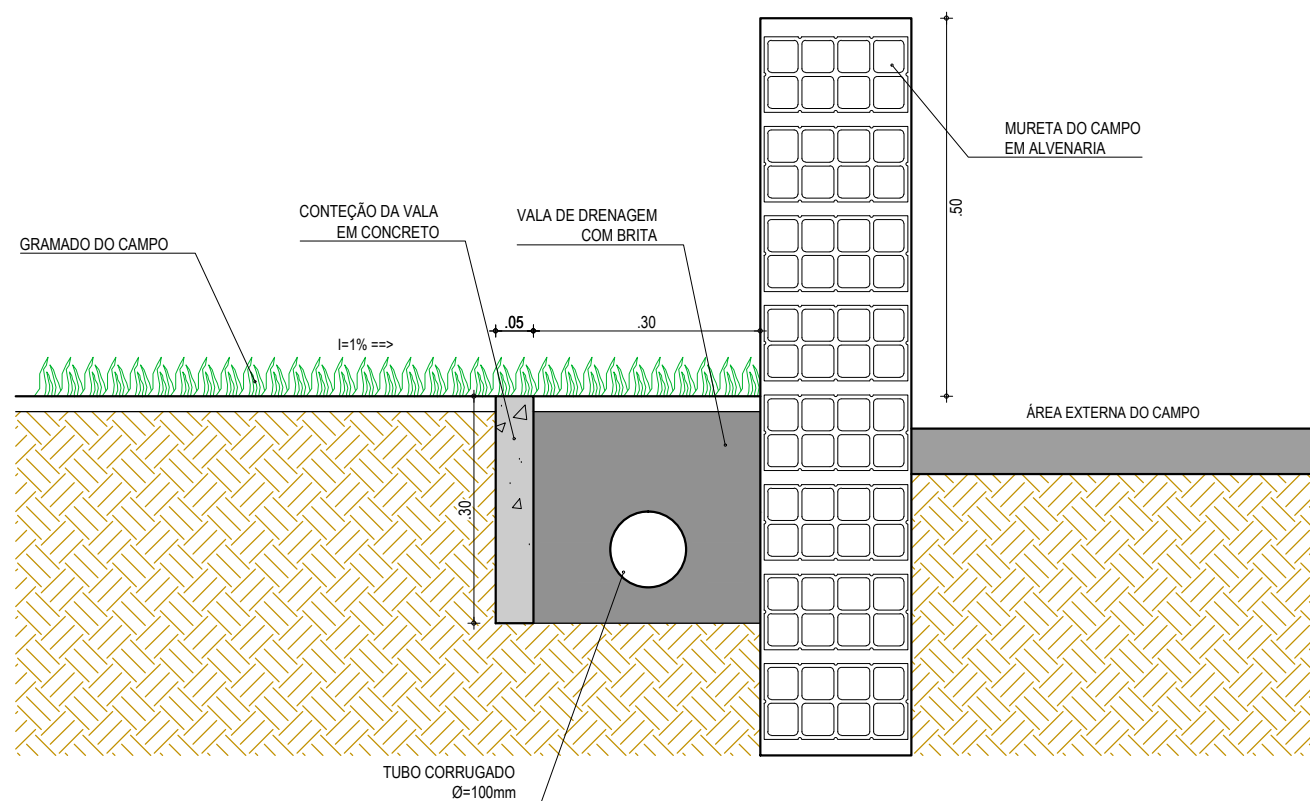 MURETA DO CAMPO
EM ALVENARIA
.50
CONTEÇÃO DA VALA
EM CONCRETO
VALA DE DRENAGEM
COM BRITA
GRAMADO DO CAMPO
.05
.30
I=1% ==>
ÁREA EXTERNA DO CAMPO
.30
TUBO CORRUGADO
Ø=100mm